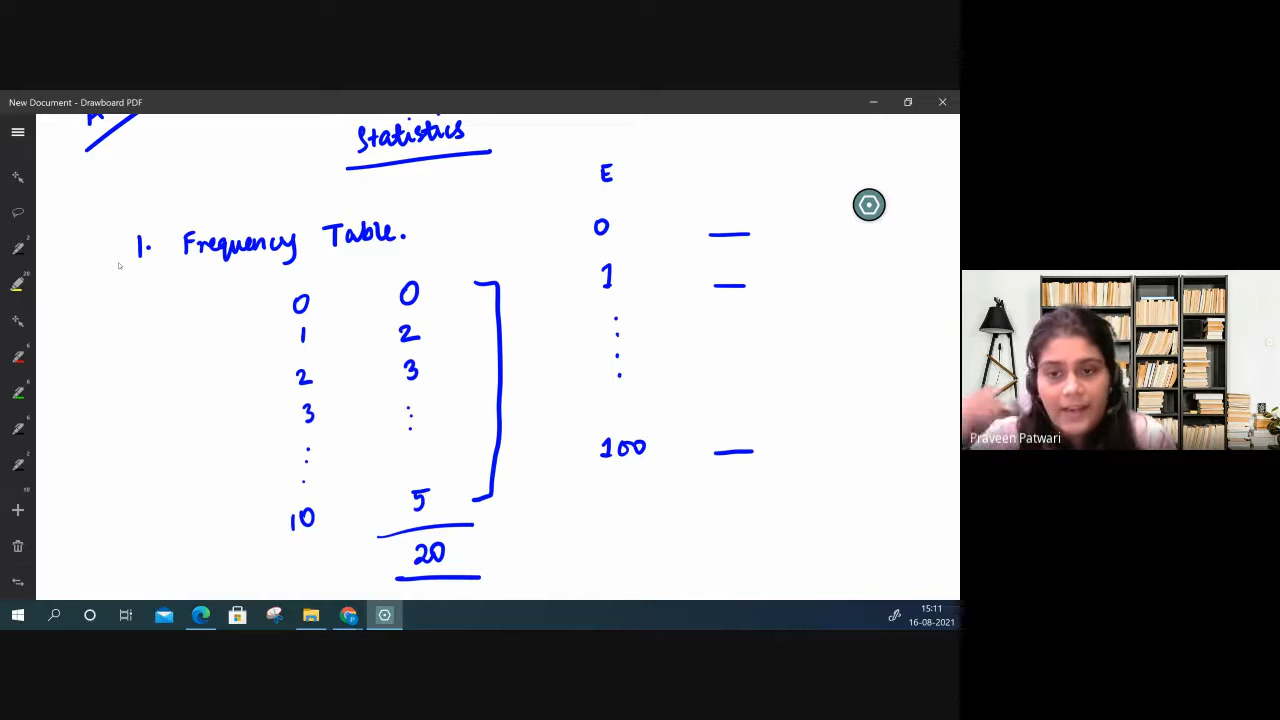 New Document - Drawboard PDF
Statistics
1. Frequency Table.
0 0
1 2
2 3
3
10 5
20
E
0
1
100
Praveen Patwari
15:11
16-08-2021